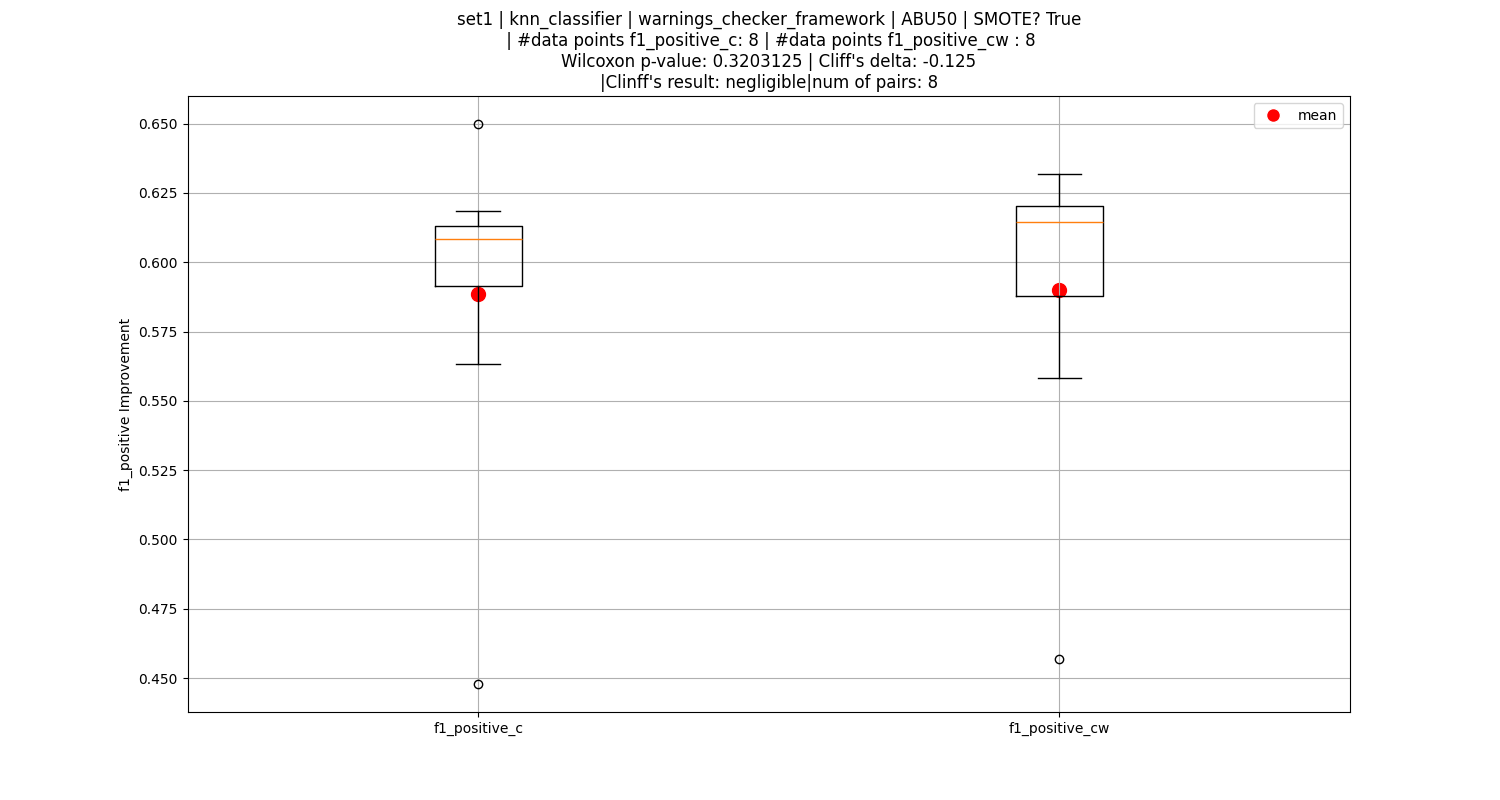 set1 | knn_classifier | warnings_checker_framework | ABU50 | SMOTE? True
| #data points f1_positive_c: 8 | #data points f1_positive_cw : 8
Wilcoxon p-value: 0.3203125 | Cliff's delta: -0.125
|Clinff's result: negligible|num of pairs: 8
mean
0.650
0.625
0.600
0.575
0.550
0.525
0.500
0.475
0.450
f1_positive Improvement
f1_positive_c
f1_positive_cw